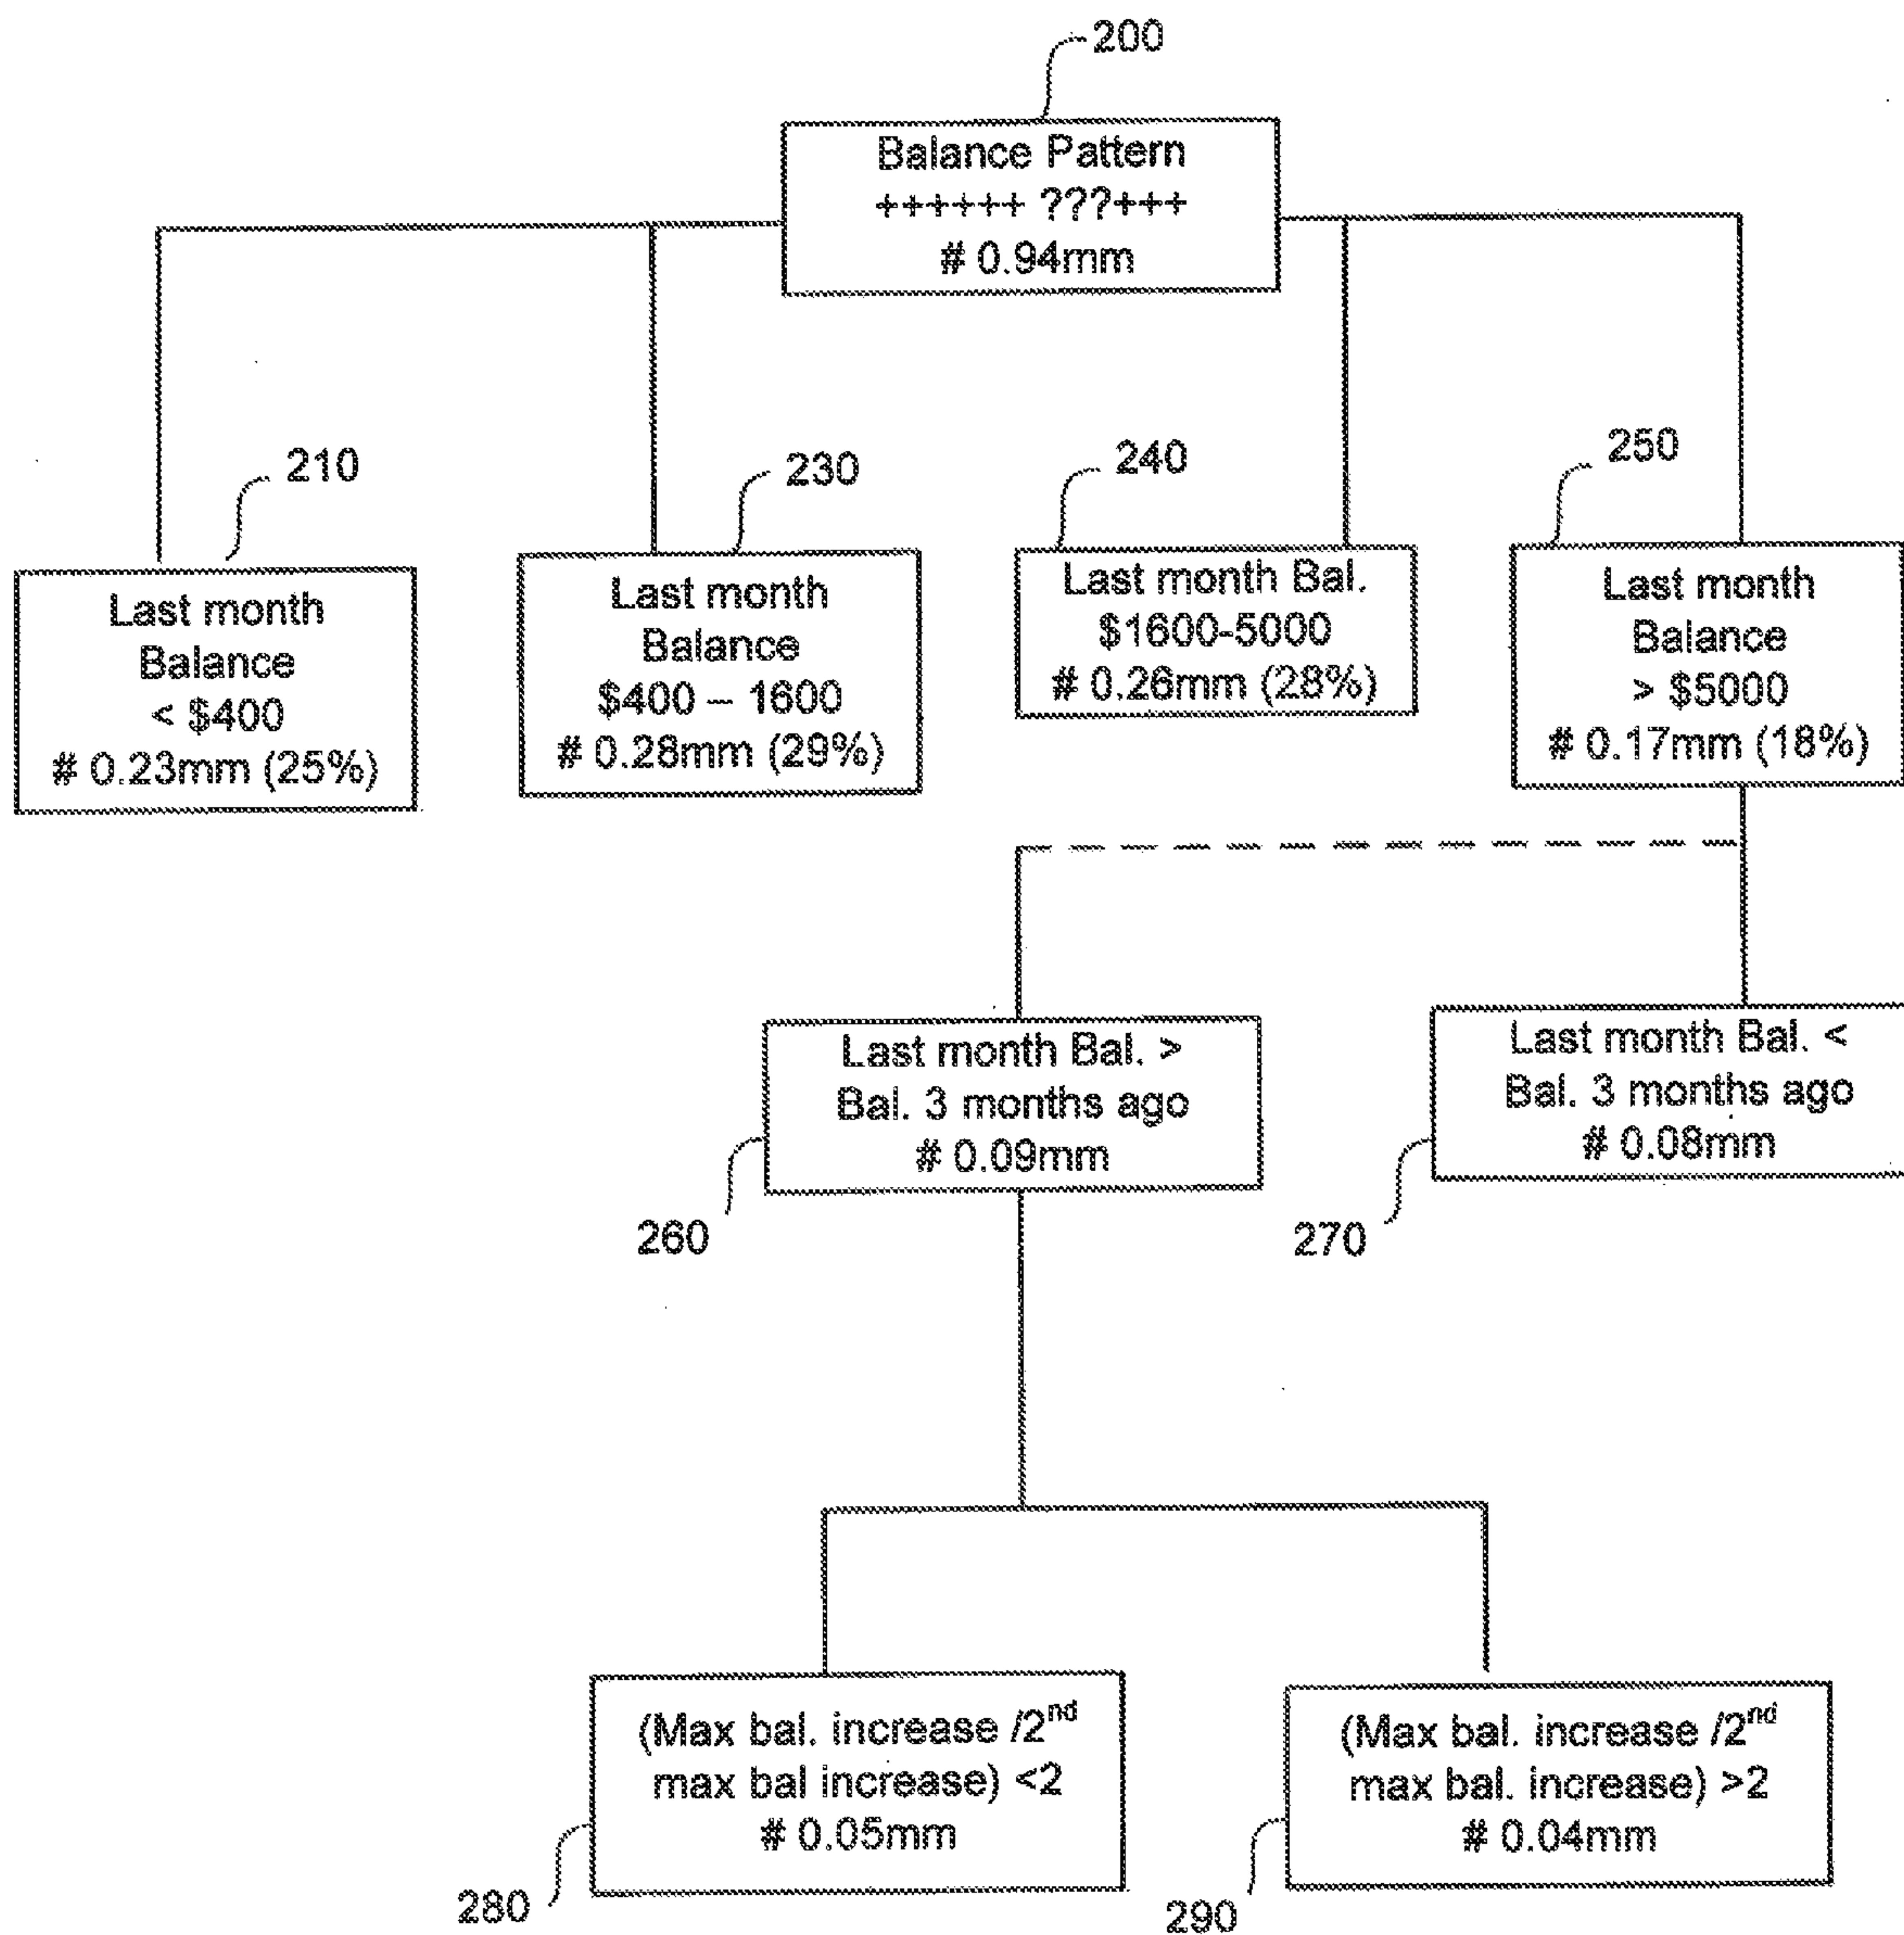 200
Balance Pattern
++++++ ???+++
# 0.94mm
210
Last month
Balance
< $400
# 0.23mm (25%)
230
Last month
Balance
$400 – 1600
# 0.28mm (29%)
240
Last month Bal.
$1600-5000
# 0.26mm (28%)
250
Last month
Balance
> $5000
# 0.17mm (18%)
Last month Bal. >
Bal. 3 months ago
# 0.09mm
260
Last month Bal. <
Bal. 3 months ago
# 0.08mm
270
(Max bal. increase /2nd
max bal increase) <2
# 0.05mm
280
(Max bal. increase /2nd
max bal. increase) >2
# 0.04mm
290